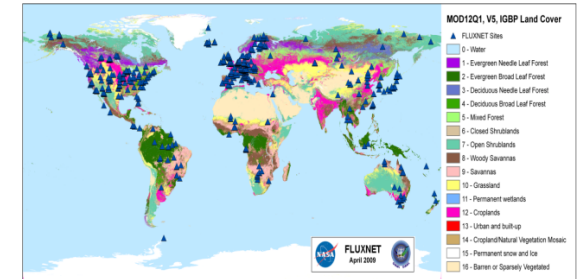 MOD12Q1, V5, IGBP Land Cover
FLUXNET Sites
0 - Water
1 - Evergreen Needle Leaf Forest
2 - Evergreen Broad Leaf Forest
3 - Deciduous Needle Leaf Forest
4 - Deciduous Broad Leaf Forest
5 - Mixed Forest
6 - Closed Shrublands
7 - Open Shrublands
8 - Woody Savannas
9 - Savannas
10 - Grassland
11 - Permanent wetlands
12 - Croplands
13 - Urban and built-up
14 - Cropland/Natural Vegetation Mosaic
15 - Permanent snow and Ice
16 - Barren or Sparsely Vegetated
NASA
FLUXNET
April 2009